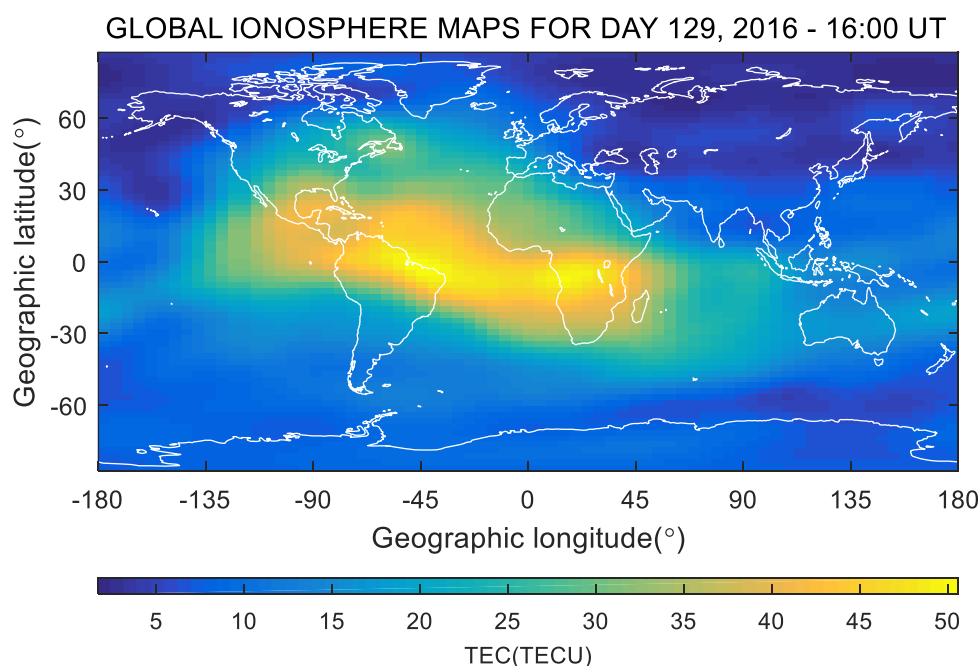 GLOBAL IONOSPHERE MAPS FOR DAY 129, 2016 - 16:00 UT
Geographic latitude(°)
60
30
0
-30
-60
-180 -135 -90 -45 0 45 90 135 180
Geographic longitude(°)
5 10 15 20 25 30 35 40 45 50
TEC(TECU)